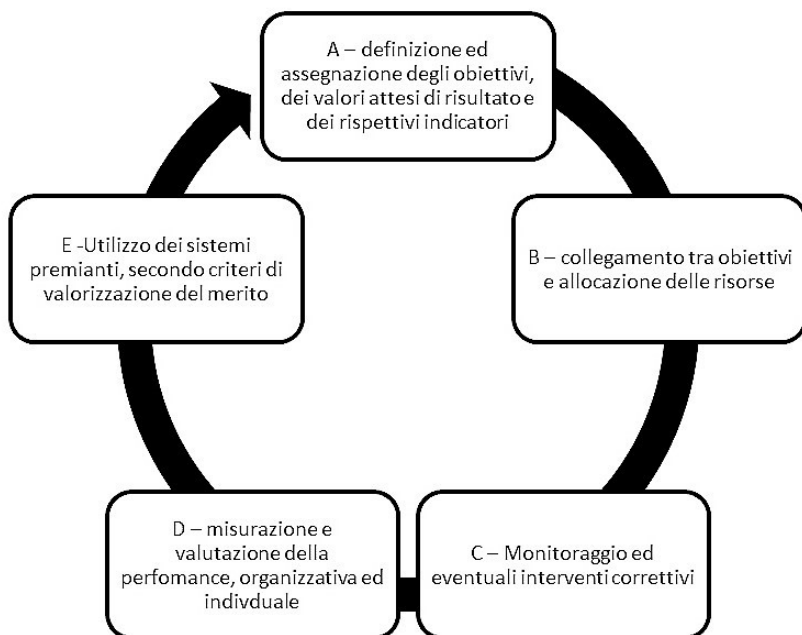 A – definizione ed
assegnazione degli obiettivi,
dei valori attesi di risultato e
dei rispettivi indicatori
B – collegamento tra obiettivi
e allocazione delle risorse
C – Monitoraggio ed
eventuali interventi correttivi
D – misurazione e
valutazione della
perfomance, organizzativa ed
indivduale
E -Utilizzo dei sistemi
premianti, secondo criteri di
valorizzazione del merito